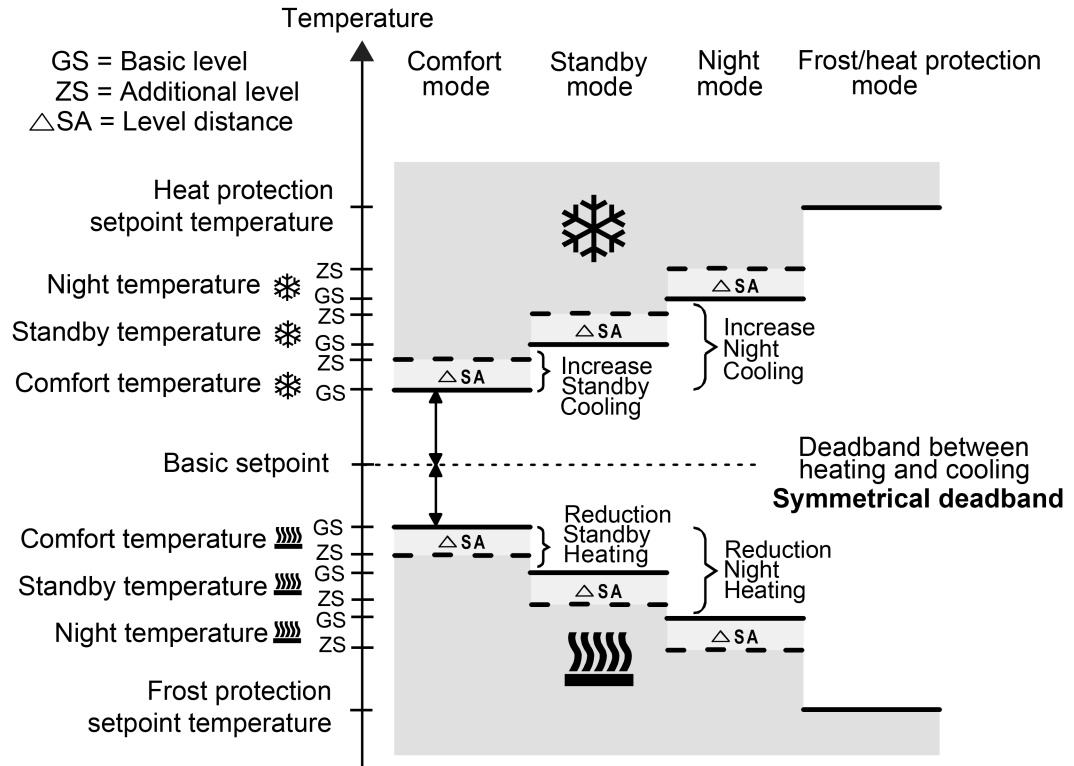 Temperature
GS = Basic level
ZS = Additional level
△SA = Level distance
Comfort
mode
Standby
mode
Night
mode
Frost/heat protection
mode
Heat protection
setpoint temperature
Night temperature
ZS
GS
Standby temperature
ZS
GS
Comfort temperature
ZS
GS
△SA
△SA
△SA
Increase
Standby
Cooling
Increase
Night
Cooling
Basic setpoint
Deadband between
heating and cooling
Symmetrical deadband
Comfort temperature
GS
ZS
Standby temperature
GS
ZS
Night temperature
GS
ZS
△SA
△SA
△SA
Reduction
Standby
Heating
Reduction
Night
Heating
Frost protection
setpoint temperature